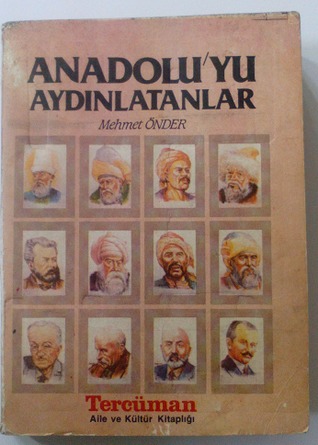 ANADOLU'YU
AYDINLATANLAR
Mehmet ÖNDER
Tercüman
Aile ve Kültür Kitaplığı